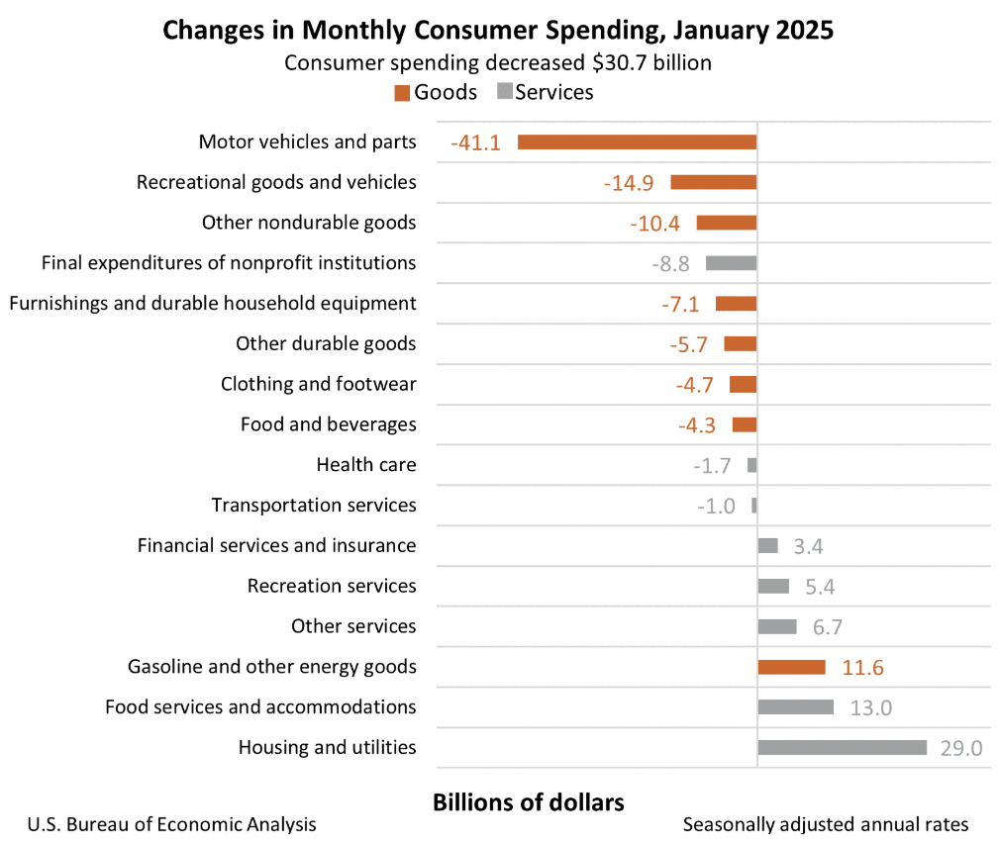 Changes in Monthly Consumer Spending, January 2025
Consumer spending decreased $30.7 billion
Goods Services
Motor vehicles and parts -41.1
Recreational goods and vehicles -14.9
Other nondurable goods -10.4
Final expenditures of nonprofit institutions -8.8
Furnishings and durable household equipment -7.1
Other durable goods -5.7
Clothing and footwear -4.7
Food and beverages -4.3
Health care -1.7
Transportation services -1.0
Financial services and insurance 3.4
Recreation services 5.4
Other services 6.7
Gasoline and other energy goods 11.6
Food services and accommodations 13.0
Housing and utilities 29.0
Billions of dollars
U.S. Bureau of Economic Analysis Seasonally adjusted annual rates